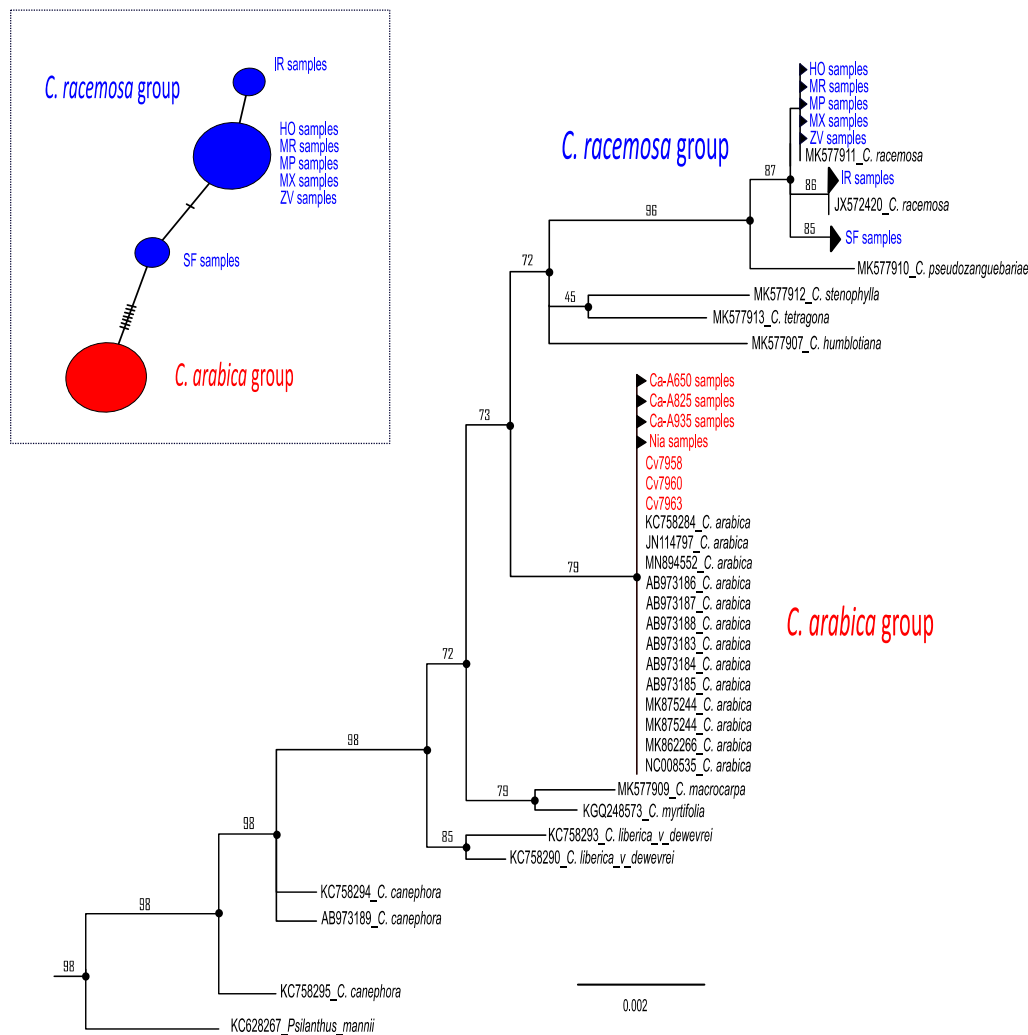 IR samples
C. racemosa group
HO samples
MR samples
MP samples
MX samples
ZV samples
SF samples
C. arabica group
HO samples
MR samples
MP samples
MX samples
ZV samples
MK577911_C. racemosa
C. racemosa group
87
86
IR samples
JX572420_C. racemosa
96
85
SF samples
MK577910_C. pseudozanguebariae
72
45
MK577912_C. stenophylla
MK577913_C. tetragona
MK577907_C. humblotiana
Ca-A650 samples
Ca-A825 samples
Ca-A935 samples
73
Nia samples
Cv7958
Cv7960
Cv7963
KC758284_C. arabica
JN114797_C. arabica
MN894552_C. arabica
79
AB973186_C. arabica
AB973187_C. arabica
AB973188_C. arabica
C. arabica group
AB973183_C. arabica
AB973184_C. arabica
AB973185_C. arabica
72
MK875244_C. arabica
MK875244_C. arabica
MK862266_C. arabica
NC008535_C. arabica
98
79
MK577909_C. macrocarpa
KGQ248573_C. myrtifolia
98
85
KC758293_C. liberica_v_dewevrei
KC758290_C. liberica_v_dewevrei
KC758294_C. canephora
98
AB973189_C. canephora
98
KC758295_C. canephora
0.002
KC628267_Psilanthus_mannii